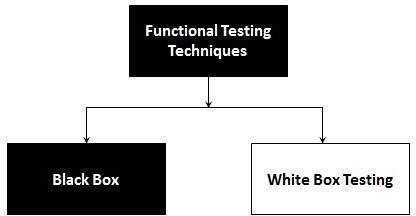 Functional Testing
Techniques
Black Box
White Box Testing